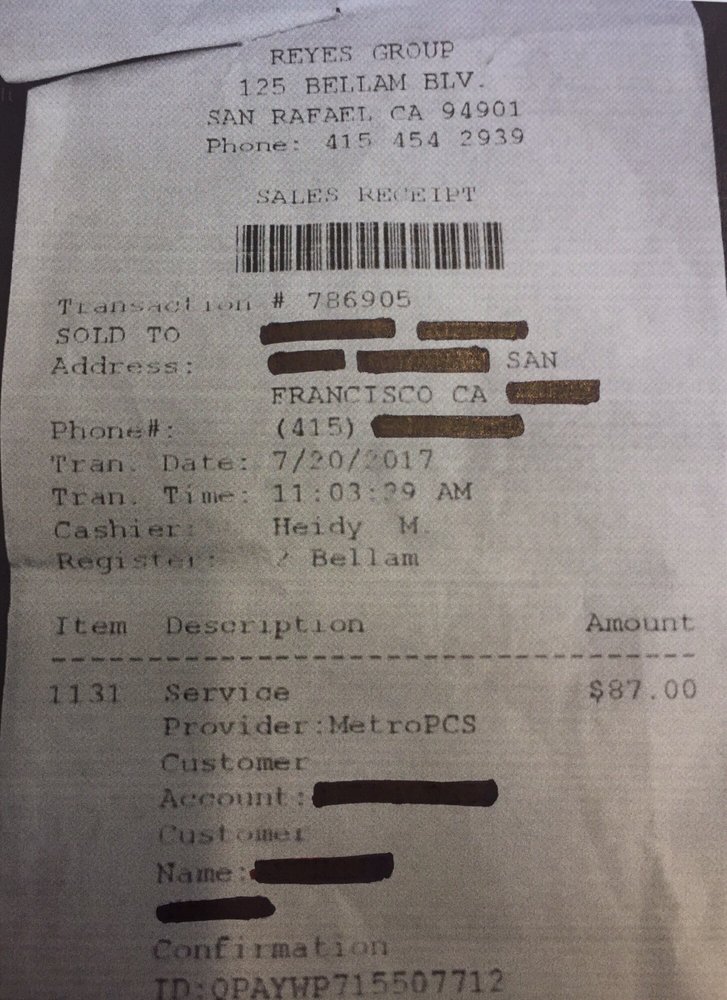 REYES GROUP
125 BELLAM BLV.
SAN RAFAEL CA 94901
Phone: 415 454 2939
SALES RECEIPT
Transaction # 786905
SOLD TO
Address: SAN
FRANCISCO CA
Phone#: (415)
Tran. Date: 7/20/2017
Tran. Time: 11:03:29 AM
Cashier: Heidy M.
Register: 2 Bellam
Item Description Amount
1131 Service $87.00
Provider:MetroPCS
Customer
Account:
Customer
Name:
Confirmation
ID:QPAYWP715507712